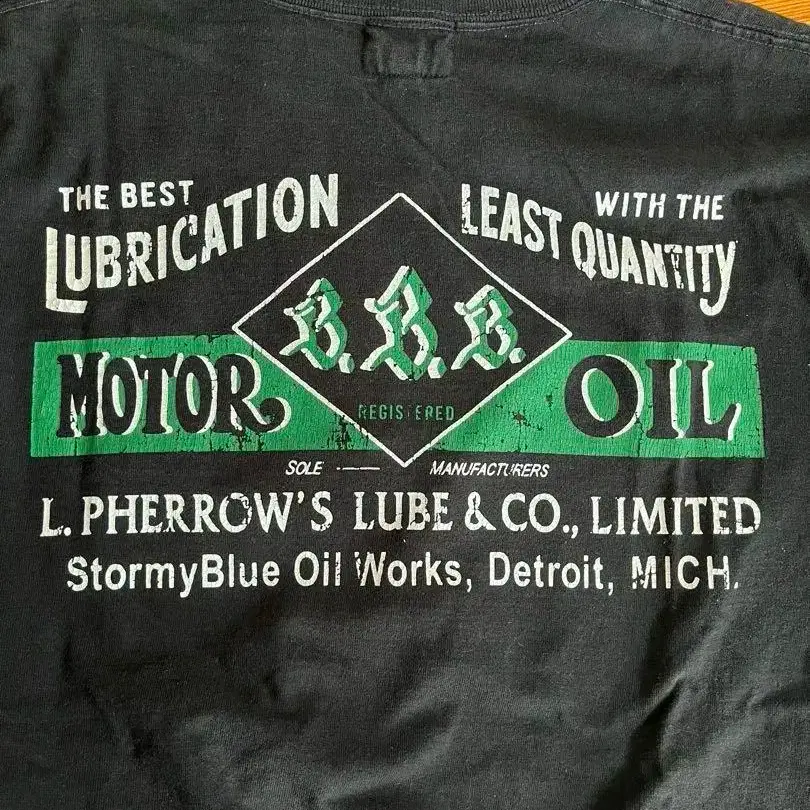 THE BEST
LUBRICATION
WITH THE
LEAST QUANTITY
B.B.B.
REGISTERED
MOTOR OIL
SOLE — MANUFACTURERS
L. PHERROW'S LUBE & CO., LIMITED
StormyBlue Oil Works, Detroit, MICH.